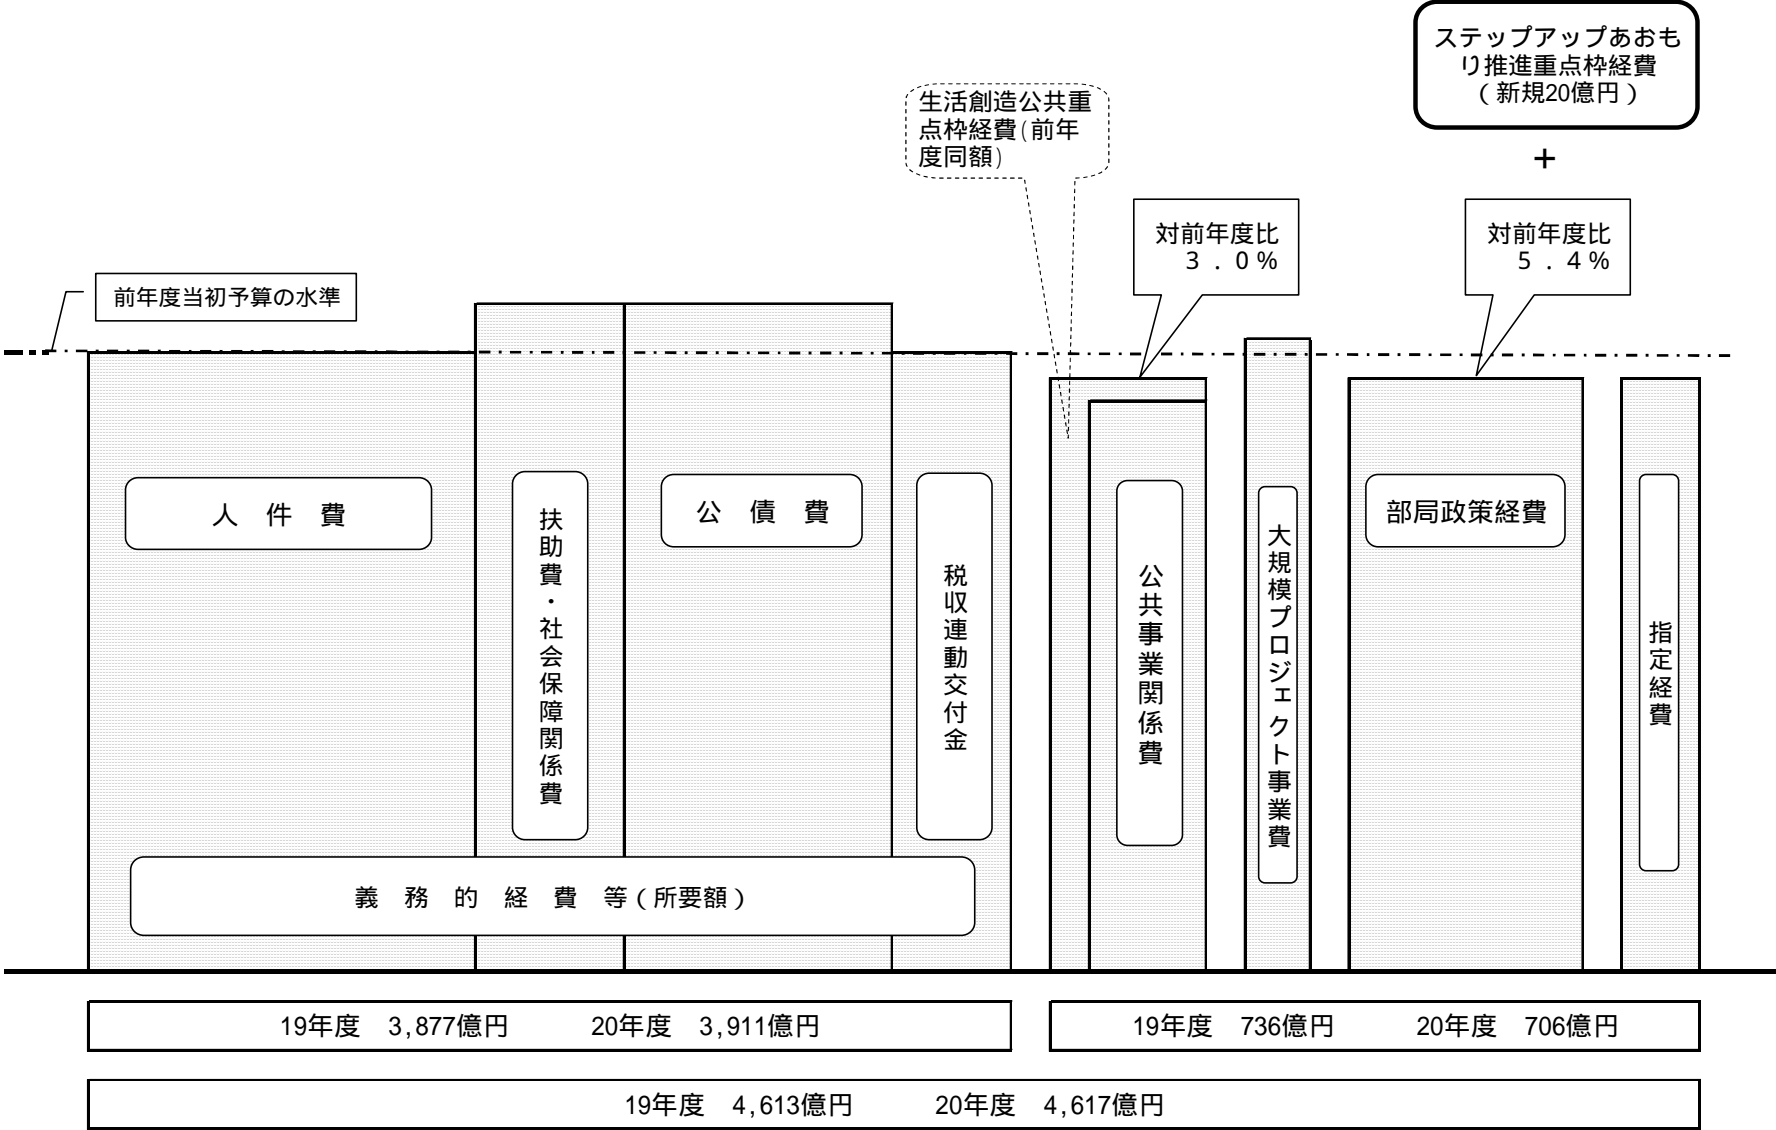 ステップアップあおも
り推進重点枠経費
(新規20億円)
+
生活創造公共重
点枠経費(前年
度同額)
対前年度比
3.0%
対前年度比
5.4%
前年度当初予算の水準
人件費
扶助費・社会保障関係費
公債費
税収連動交付金
公共事業関係費
大規模プロジェクト事業費
部局政策経費
指定経費
義務的経費等(所要額)
19年度 3,877億円 20年度 3,911億円
19年度 736億円 20年度 706億円
19年度 4,613億円 20年度 4,617億円